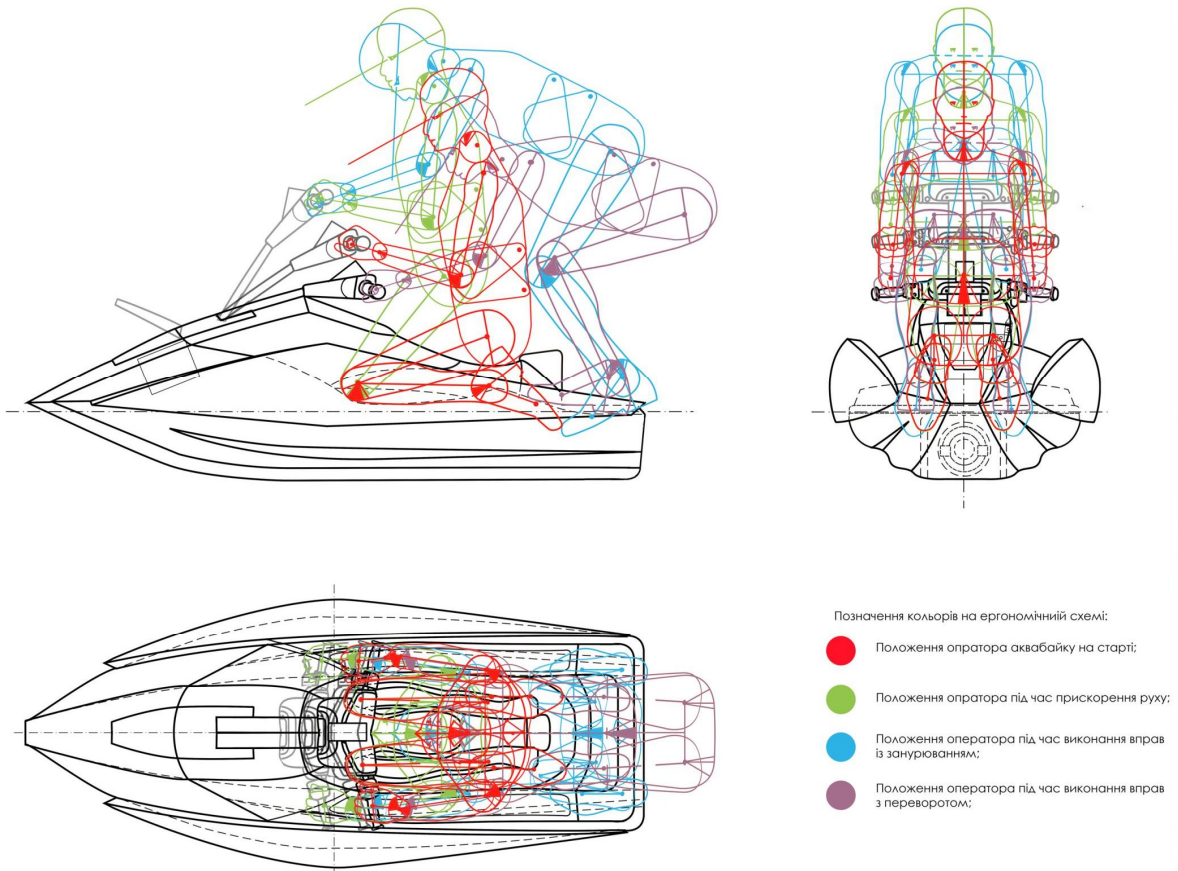 Позначення кольорів на ергономічниій схемі:
Положення опратора аквабайку на старті;
Положення опратора під час прискорення руху;
Положення оператора під час виконання вправ
із занурюванням;
Положення оператора під час виконання вправ
з переворотом;